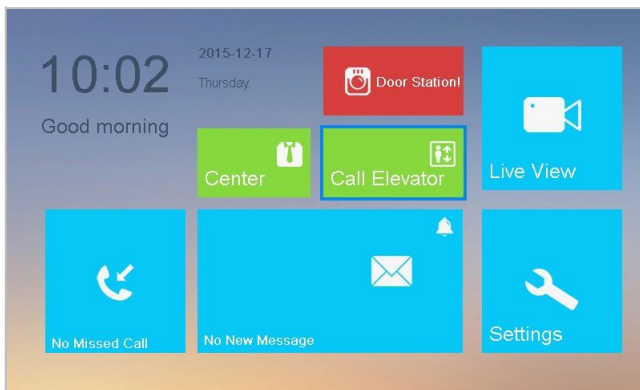 10:02
2015-12-17
Thursday
Good morning
Door Station!
Center
Call Elevator
Live View
No Missed Call
No New Message
Settings